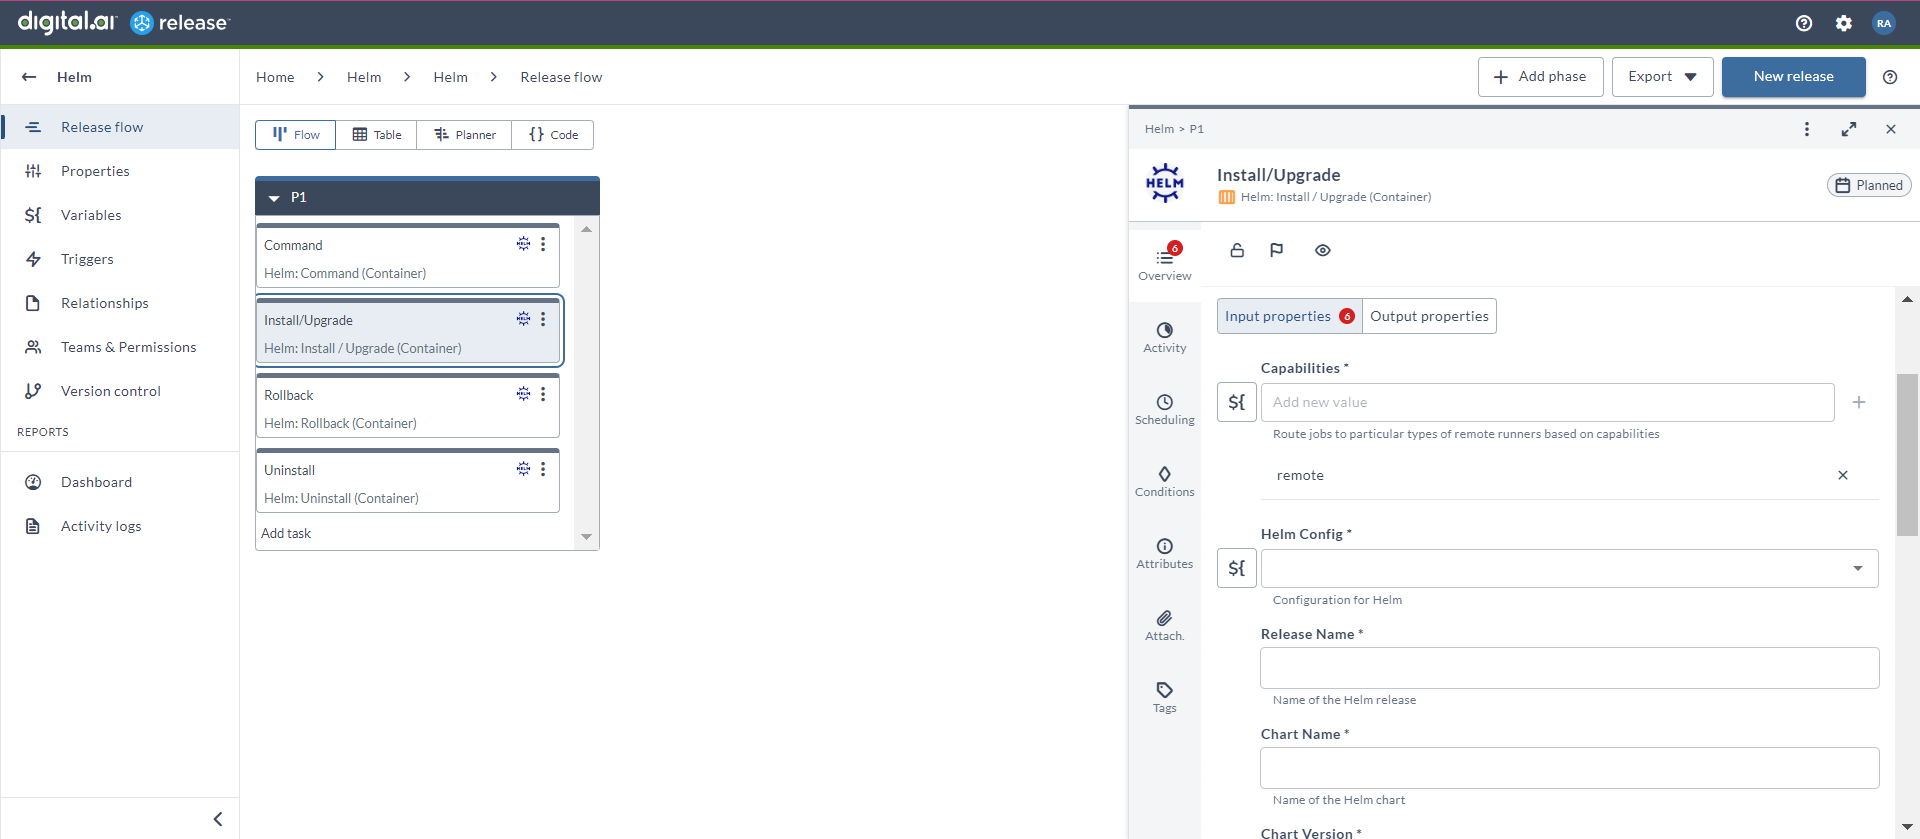 digital.ai release
RA
Helm
Home > Helm > Helm > Release flow
Add phase
Export
New release
Release flow
Properties
${ Variables
Triggers
Relationships
Teams & Permissions
Version control
REPORTS
Dashboard
Activity logs
Flow
Table
Planner
{} Code
P1
Command
HELM
Helm: Command (Container)
Install/Upgrade
HELM
Helm: Install / Upgrade (Container)
Rollback
HELM
Helm: Rollback (Container)
Uninstall
HELM
Helm: Uninstall (Container)
Add task
Helm > P1
HELM
Install/Upgrade
Helm: Install / Upgrade (Container)
Planned
6
Overview
Activity
Scheduling
Conditions
Attributes
Attach.
Tags
Input properties 6
Output properties
Capabilities *
${
Add new value
Route jobs to particular types of remote runners based on capabilities
remote
Helm Config *
${
Configuration for Helm
Release Name *
Name of the Helm release
Chart Name *
Name of the Helm chart
Chart Version *